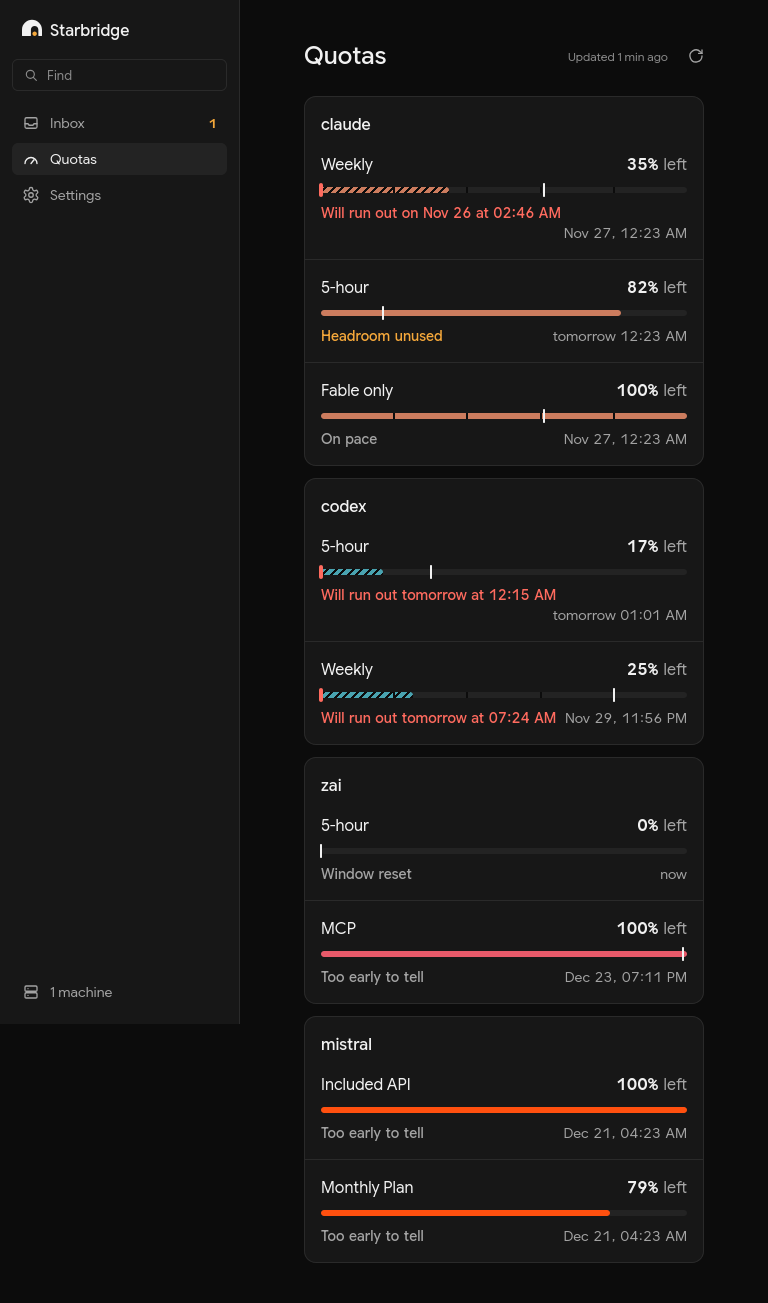 Starbridge
Find
Inbox 1
Quotas
Settings
1 machine
Quotas
Updated 1 min ago
claude
Weekly 35% left
Will run out on Nov 26 at 02:46 AM
Nov 27, 12:23 AM
5-hour 82% left
Headroom unused tomorrow 12:23 AM
Fable only 100% left
On pace Nov 27, 12:23 AM
codex
5-hour 17% left
Will run out tomorrow at 12:15 AM
tomorrow 01:01 AM
Weekly 25% left
Will run out tomorrow at 07:24 AM Nov 29, 11:56 PM
zai
5-hour 0% left
Window reset now
MCP 100% left
Too early to tell Dec 23, 07:11 PM
mistral
Included API 100% left
Too early to tell Dec 21, 04:23 AM
Monthly Plan 79% left
Too early to tell Dec 21, 04:23 AM